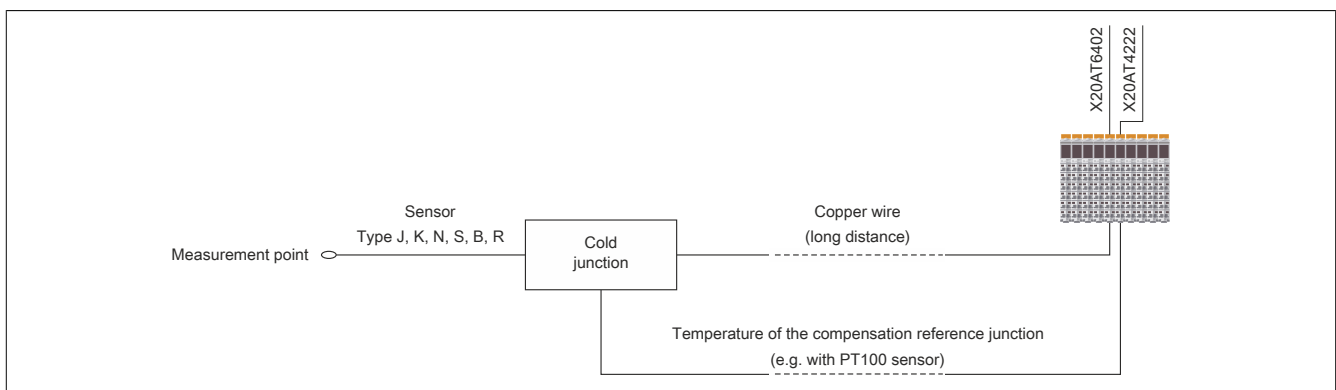 X20AT6402
X20AT4222
Sensor
Type J, K, N, S, B, R
Measurement point
Cold
junction
Copper wire
(long distance)
Temperature of the compensation reference junction
(e.g. with PT100 sensor)